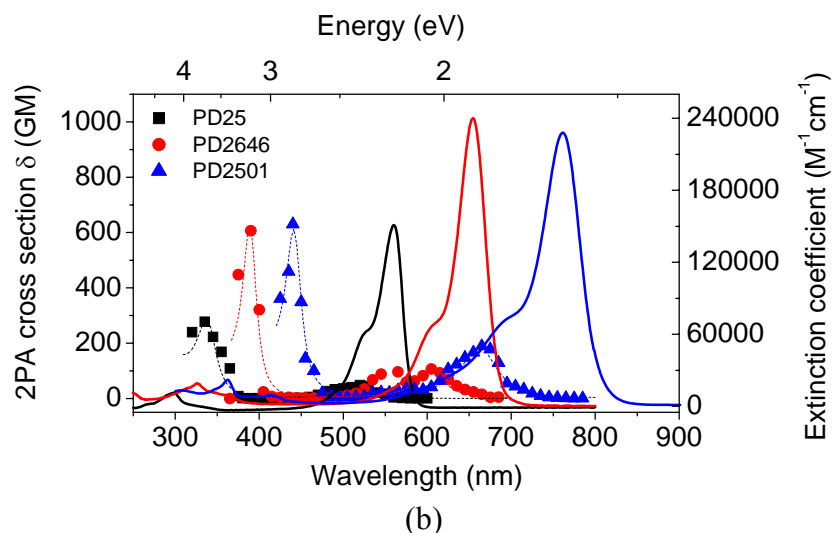 Energy (eV)
4 3 2
2PA cross section δ (GM)
1000
800
600
400
200
0
PD25
PD2646
PD2501
240000
180000
120000
60000
0
Extinction coefficient (M⁻¹cm⁻¹)
300 400 500 600 700 800 900
Wavelength (nm)
(b)